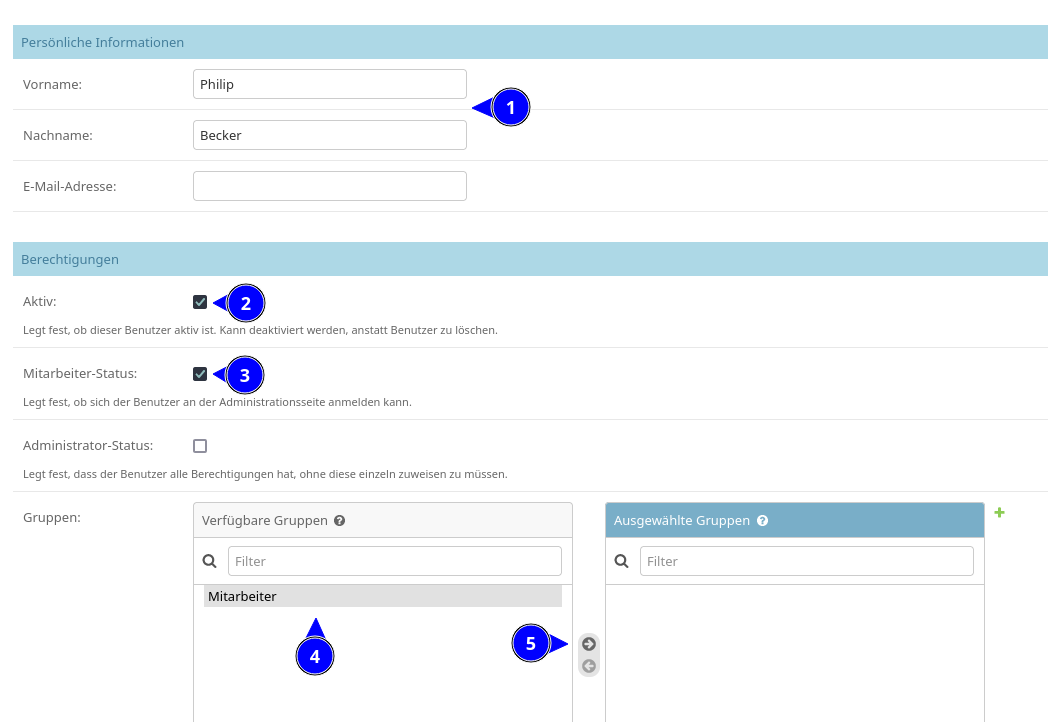 Persönliche Informationen
Vorname: Philip
1
Nachname: Becker
E-Mail-Adresse:
Berechtigungen
Aktiv: 2
Legt fest, ob dieser Benutzer aktiv ist. Kann deaktiviert werden, anstatt Benutzer zu löschen.
Mitarbeiter-Status: 3
Legt fest, ob sich der Benutzer an der Administrationsseite anmelden kann.
Administrator-Status:
Legt fest, dass der Benutzer alle Berechtigungen hat, ohne diese einzeln zuweisen zu müssen.
Gruppen: Verfügbare Gruppen ? Ausgewählte Gruppen ?
Filter Filter
Mitarbeiter
4 5